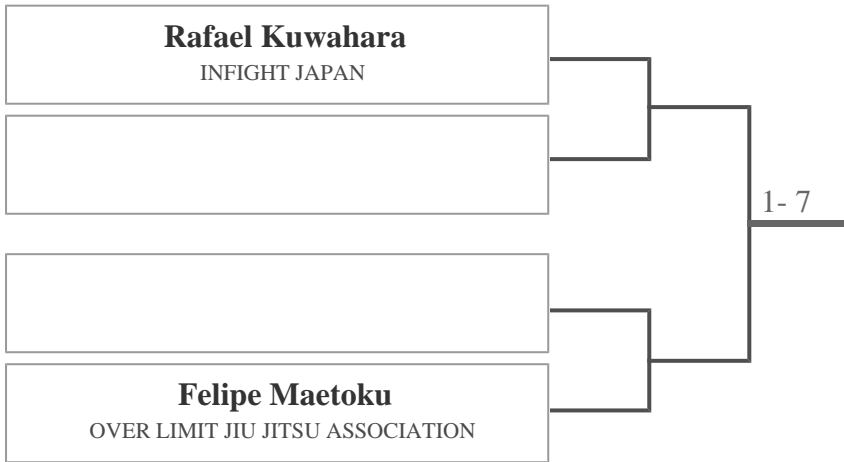 Rafael Kuwahara
INFIGHT JAPAN
1- 7
Felipe Maetoku
OVER LIMIT JIU JITSU ASSOCIATION